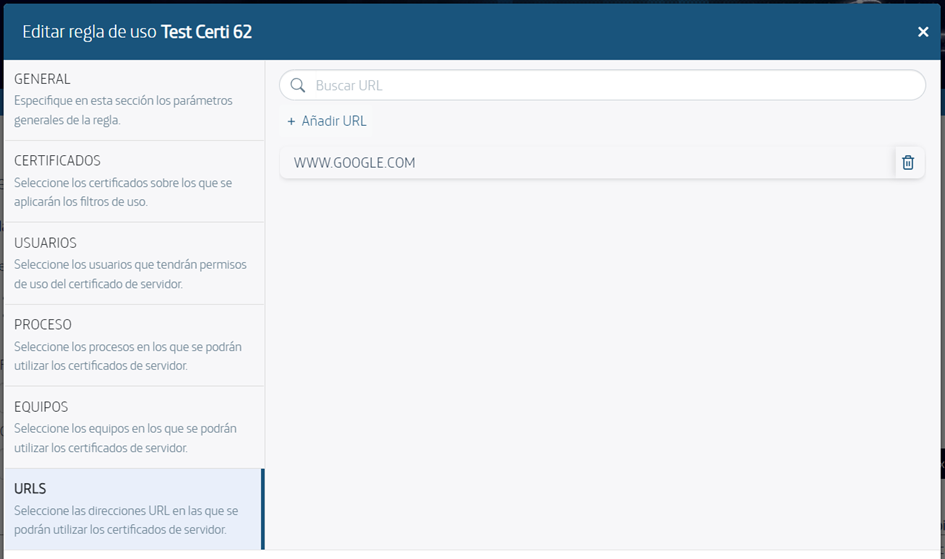 Editar regla de uso Test Certi 62
GENERAL
Especifique en esta sección los parámetros
generales de la regla.
CERTIFICADOS
Seleccione los certificados sobre los que se
aplicarán los filtros de uso.
USUARIOS
Seleccione los usuarios que tendrán permisos
de uso del certificado de servidor.
PROCESO
Seleccione los procesos en los que se podrán
utilizar los certificados de servidor.
EQUIPOS
Seleccione los equipos en los que se podrán
utilizar los certificados de servidor.
URLS
Seleccione las direcciones URL en las que se
podrán utilizar los certificados de servidor.
Buscar URL
+ Añadir URL
WWW.GOOGLE.COM